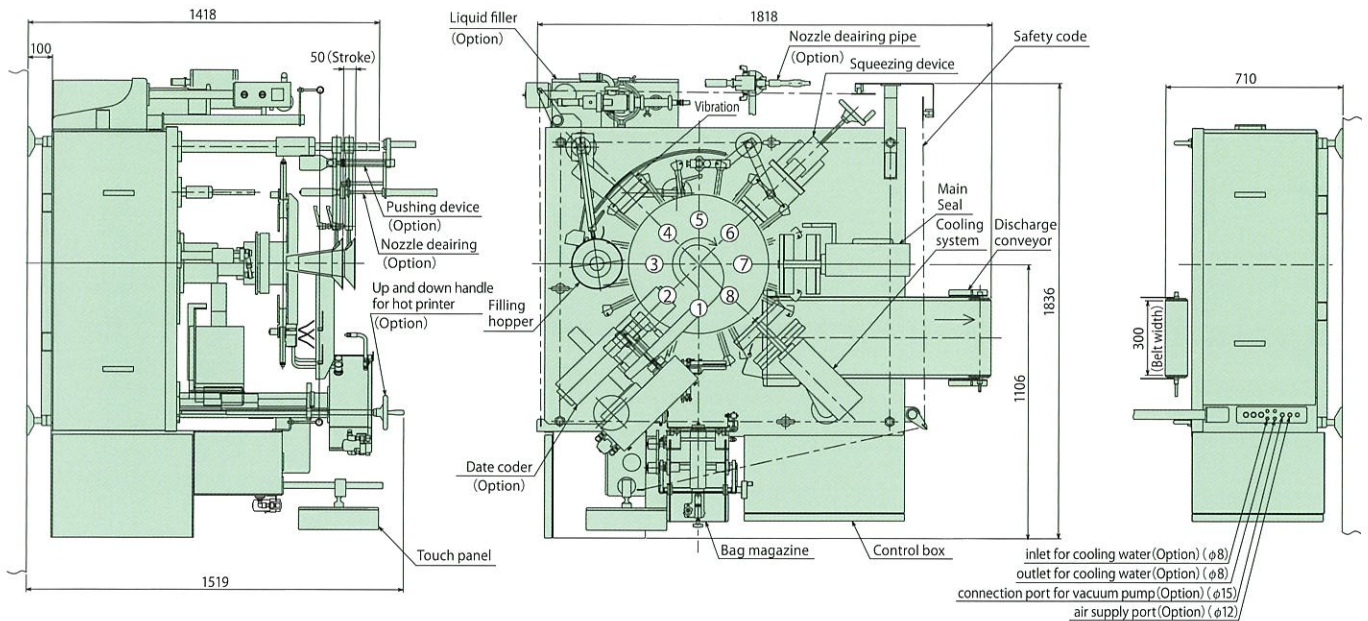 1418
100
50 (Stroke)
Pushing device
(Option)
Nozzle deairing
(Option)
Up and down handle
for hot printer
(Option)
Touch panel
1519
Liquid filler
(Option)
1818
Nozzle deairing pipe
(Option)
Squeezing device
Safety code
Vibration
Main
Seal
Cooling
system
Discharge
conveyor
5
4
6
3
7
2
8
1
Filling
hopper
Date coder
(Option)
Bag magazine
Control box
1106
1836
710
300
(Belt width)
inlet for cooling water(Option) (φ8)
outlet for cooling water(Option) (φ8)
connection port for vacuum pump(Option) (φ15)
air supply port(Option) (φ12)